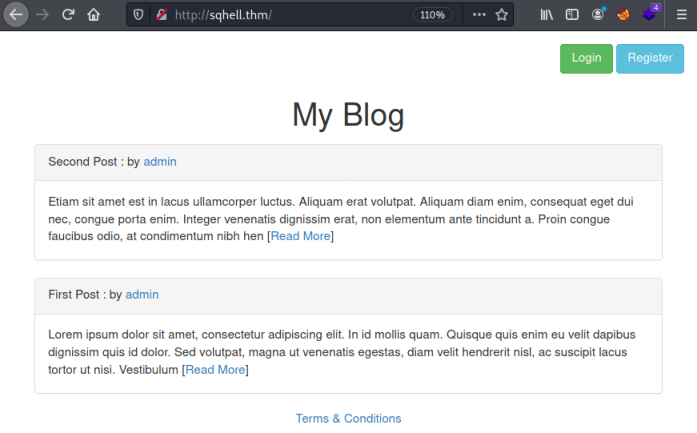 http://sqhell.thm/
110%
4
Login
Register
My Blog
Second Post : by admin
Etiam sit amet est in lacus ullamcorper luctus. Aliquam erat volutpat. Aliquam diam enim, consequat eget dui
nec, congue porta enim. Integer venenatis dignissim erat, non elementum ante tincidunt a. Proin congue
faucibus odio, at condimentum nibh hen [Read More]
First Post : by admin
Lorem ipsum dolor sit amet, consectetur adipiscing elit. In id mollis quam. Quisque quis enim eu velit dapibus
dignissim quis id dolor. Sed volutpat, magna ut venenatis egestas, diam velit hendrerit nisl, ac suscipit lacus
tortor ut nisi. Vestibulum [Read More]
Terms & Conditions